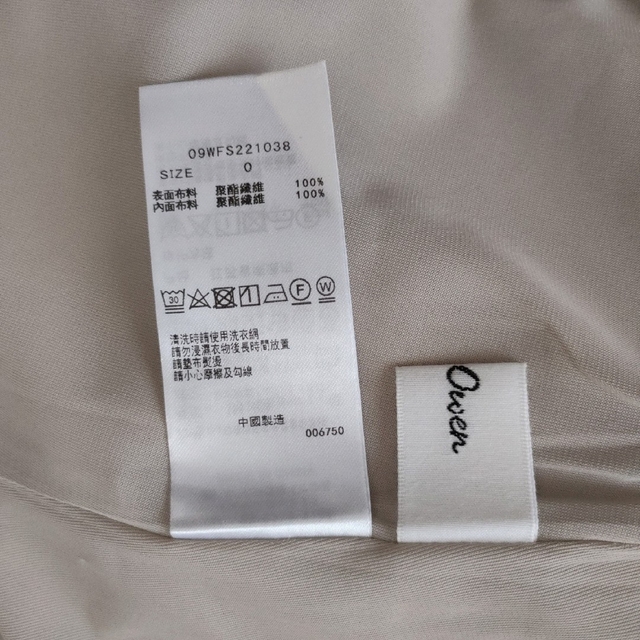 09WFS221038
SIZE 0
表面布料 聚酯纖維 100%
內面布料 聚酯纖維 100%
30
F W
清洗時請使用洗衣網
請勿浸濕衣物後長時間放置
請墊布熨燙
請小心摩擦及勾線
中國製造
006750
Owen